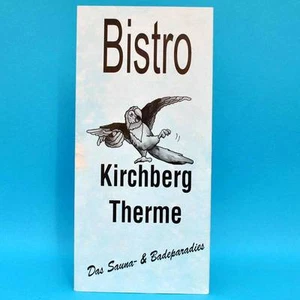 Bistro
Kirchberg
Therme
Das Sauna- & Badeparadies